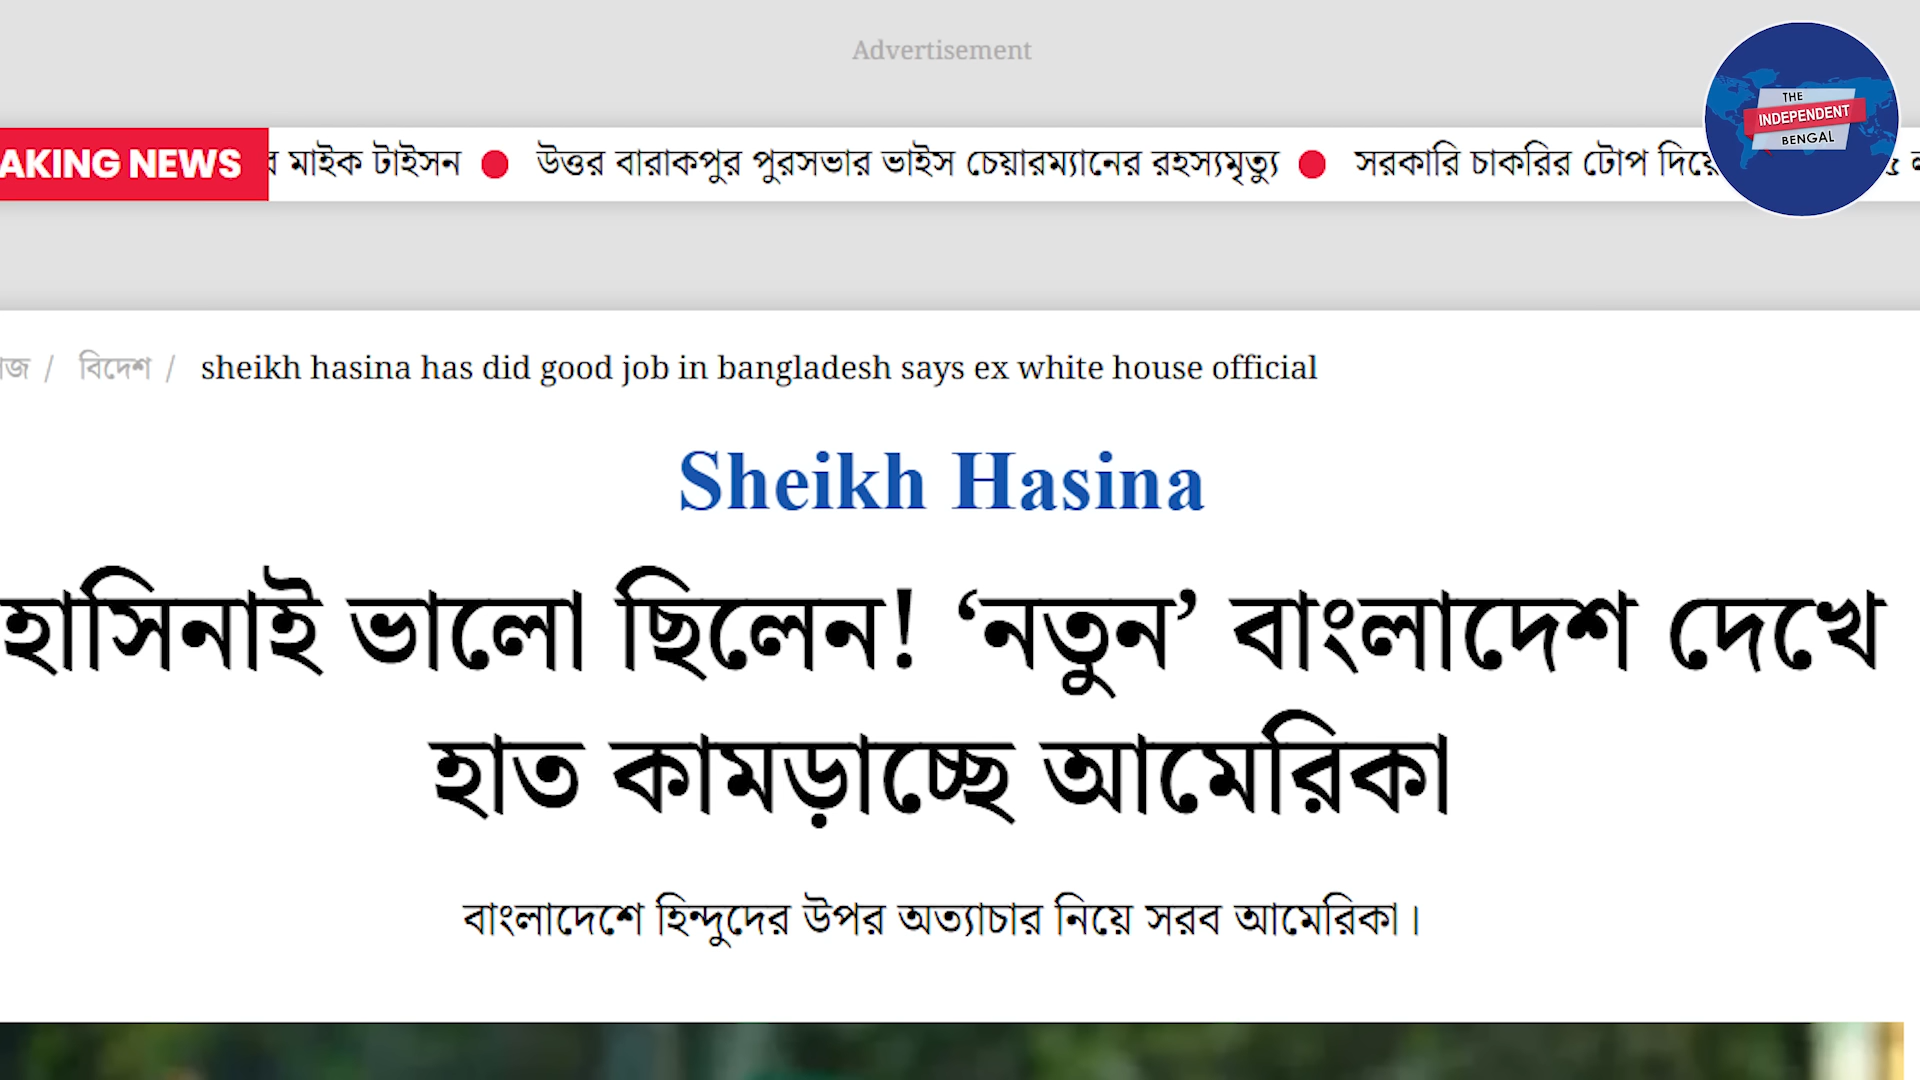 Advertisement
THE
INDEPENDENT
BENGAL
AKING NEWS মাইক টাইসন ● উত্তর বারাকপুর পুরসভার ভাইস চেয়ারম্যানের রহস্যমৃত্যু ● সরকারি চাকরির টোপ দিয়ে
/ বিদেশ / sheikh hasina has did good job in bangladesh says ex white house official
Sheikh Hasina
হাসিনাই ভালো ছিলেন! ‘নতুন’ বাংলাদেশ দেখে
হাত কামড়াচ্ছে আমেরিকা
বাংলাদেশে হিন্দুদের উপর অত্যাচার নিয়ে সরব আমেরিকা।